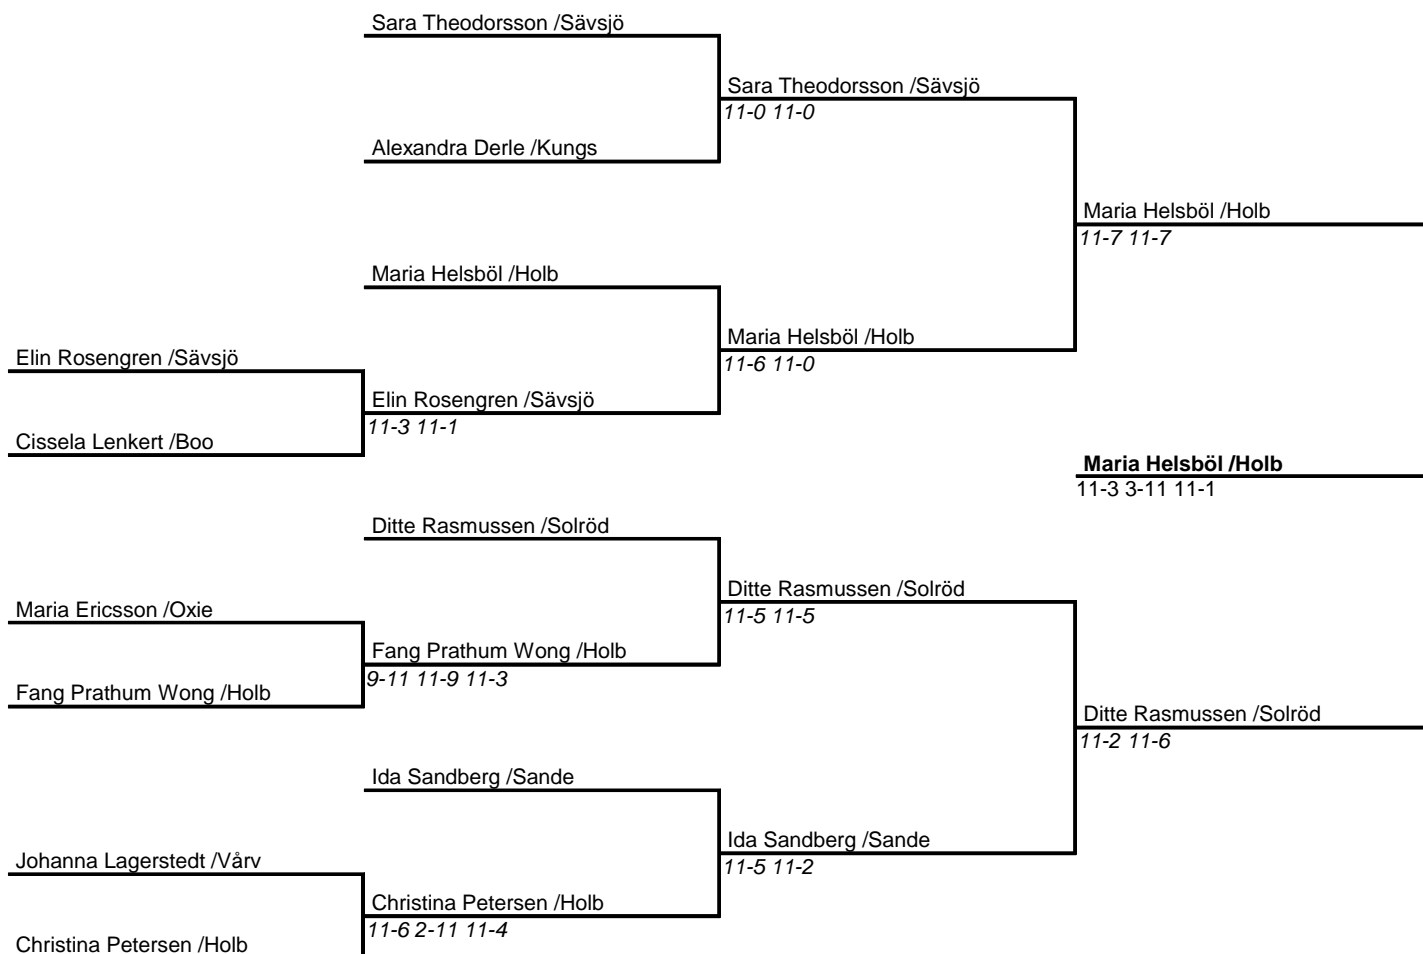 Sara Theodorsson /Sävsjö
Sara Theodorsson /Sävsjö
11-0 11-0
Alexandra Derle /Kungs
Maria Helsböl /Holb
11-7 11-7
Maria Helsböl /Holb
Maria Helsböl /Holb
11-6 11-0
Elin Rosengren /Sävsjö
Elin Rosengren /Sävsjö
11-3 11-1
Cissela Lenkert /Boo
Maria Helsböl /Holb
11-3 3-11 11-1
Ditte Rasmussen /Solröd
Ditte Rasmussen /Solröd
11-5 11-5
Maria Ericsson /Oxie
Fang Prathum Wong /Holb
9-11 11-9 11-3
Fang Prathum Wong /Holb
Ditte Rasmussen /Solröd
11-2 11-6
Ida Sandberg /Sande
Ida Sandberg /Sande
11-5 11-2
Johanna Lagerstedt /Vårv
Christina Petersen /Holb
11-6 2-11 11-4
Christina Petersen /Holb